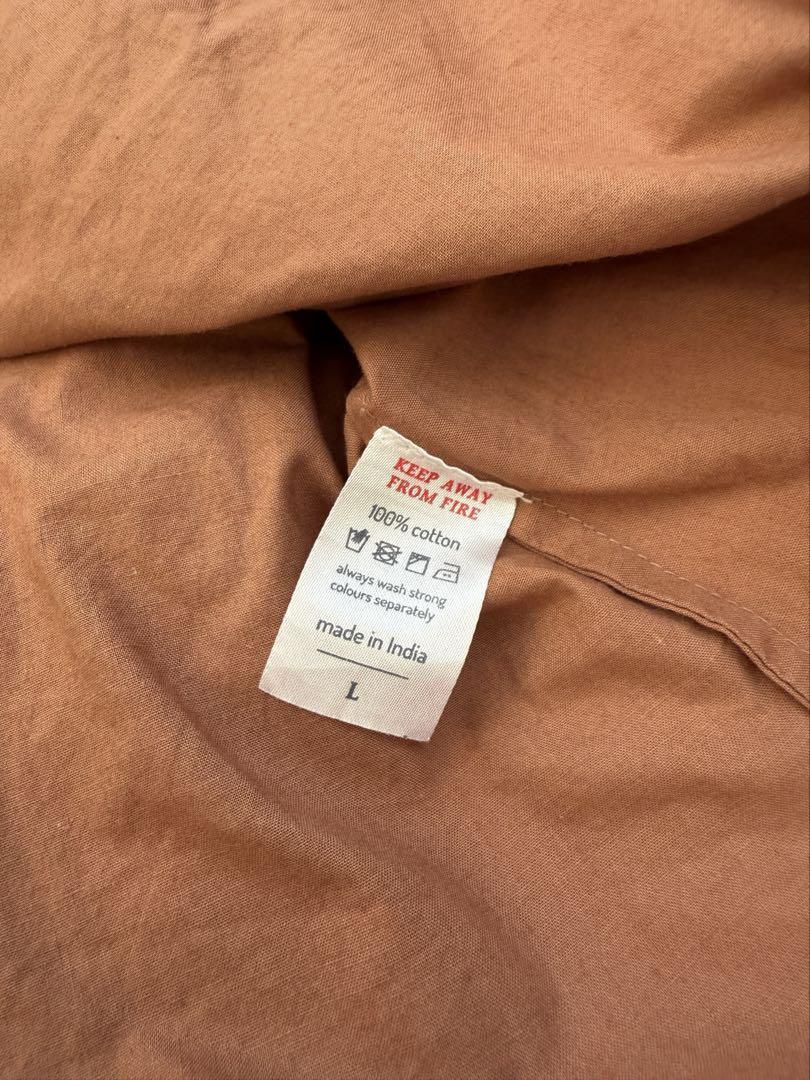 KEEP AWAY
FROM FIRE
100% cotton
always wash strong
colours separately
made in India
L